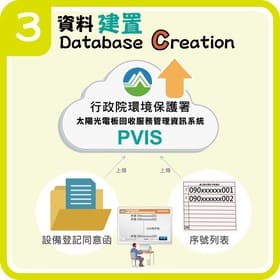 3
資料建置
Database Creation
行政院環境保護署
太陽光電板回收服務管理資訊系統
PVIS
上傳
上傳
090xxxxxx001
090xxxxxx002
設備登記同意函
序號列表